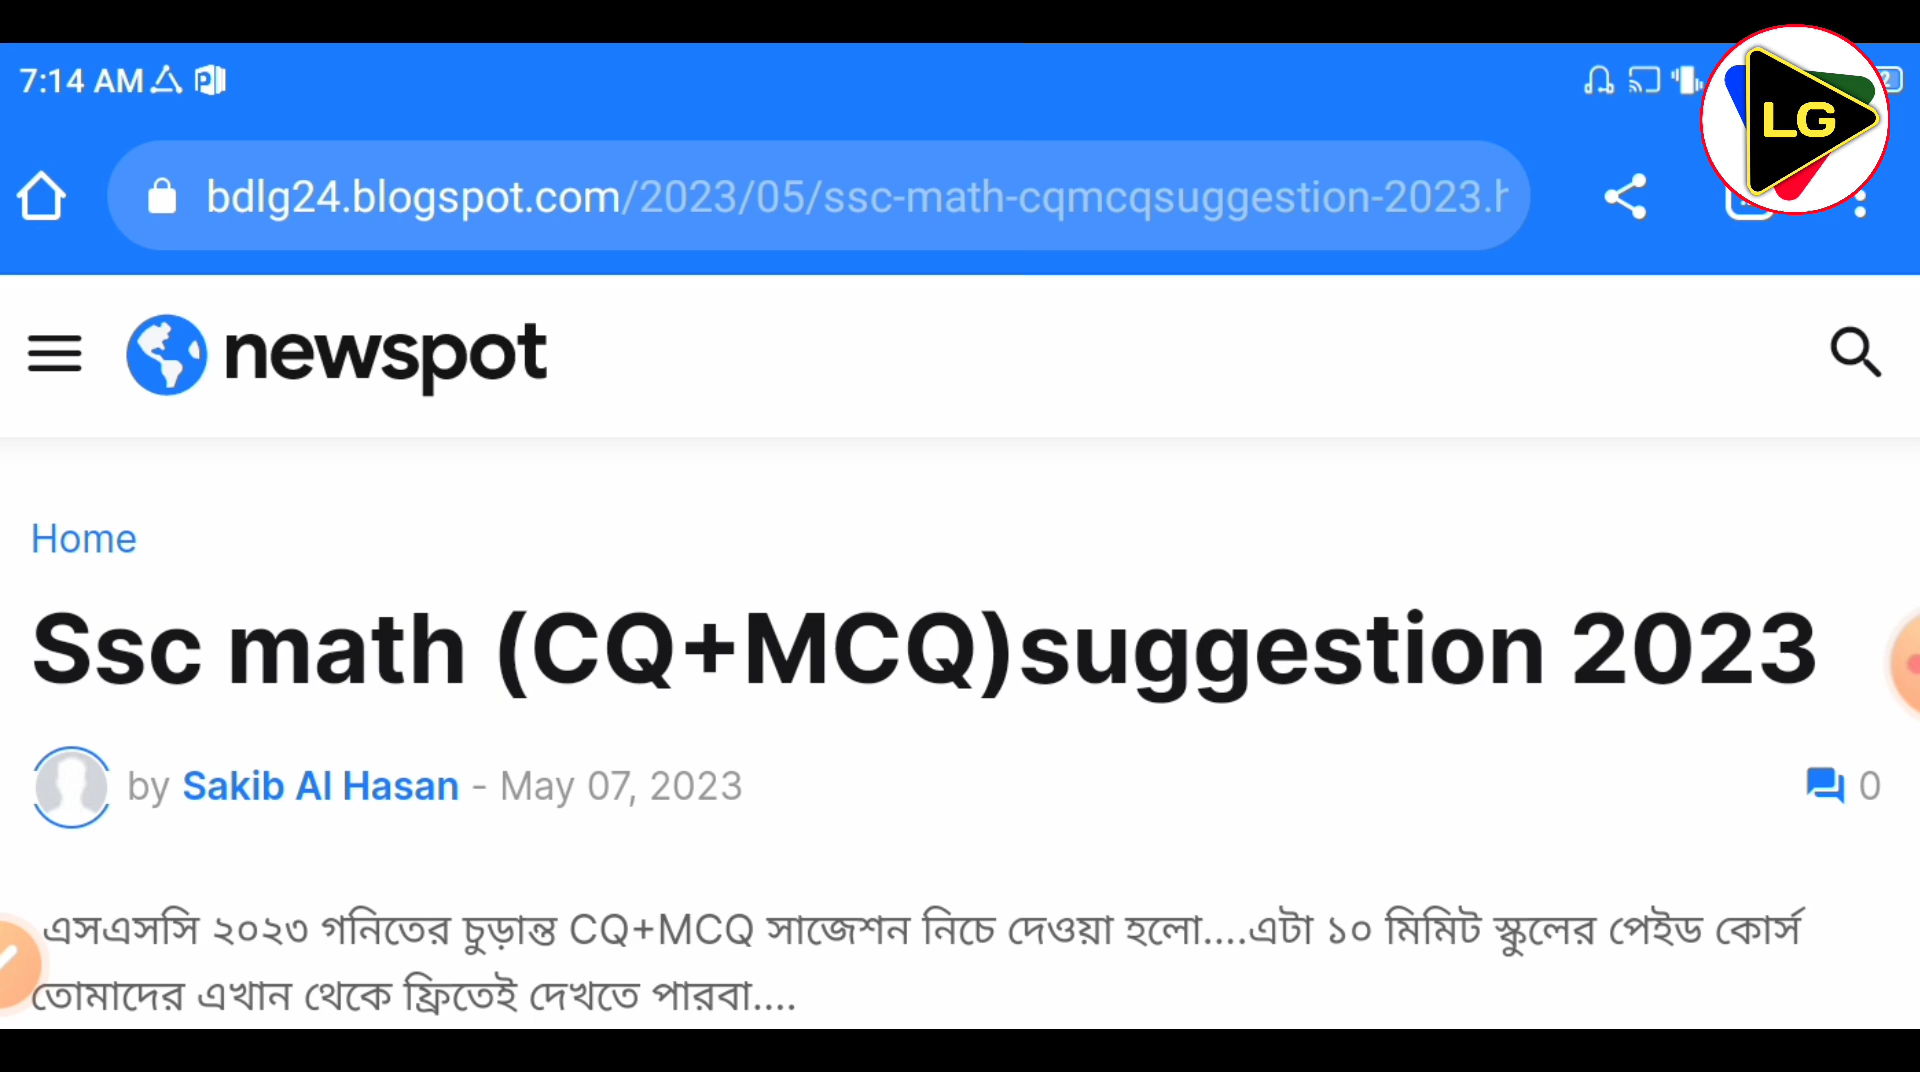 7:14 AM
LG
bdlg24.blogspot.com/2023/05/ssc-math-cqmcqsuggestion-2023.h
newspot
Home
Ssc math (CQ+MCQ)suggestion 2023
by Sakib Al Hasan - May 07, 2023
0
এসএসসি ২০২৩ গনিতের চুড়ান্ত CQ+MCQ সাজেশন নিচে দেওয়া হলো....এটা ১০ মিমিট স্কুলের পেইড কোর্স
তোমাদের এখান থেকে ফ্রিতেই দেখতে পারবা....